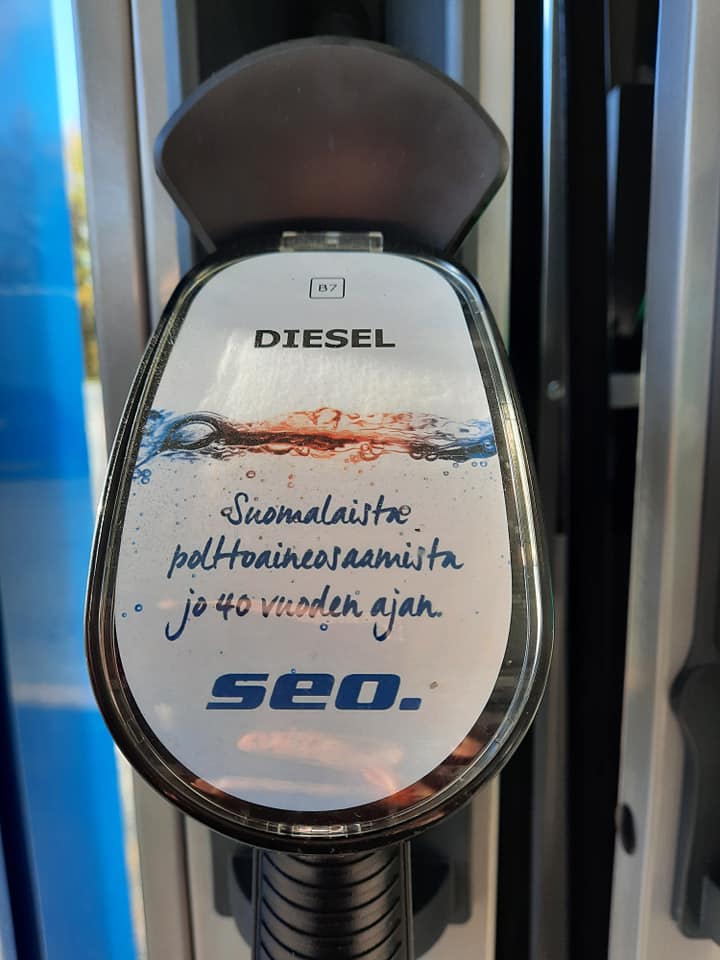 B7
DIESEL
Suomalaista
polttoaineosaamista
jo 40 vuoden ajan.
seo.